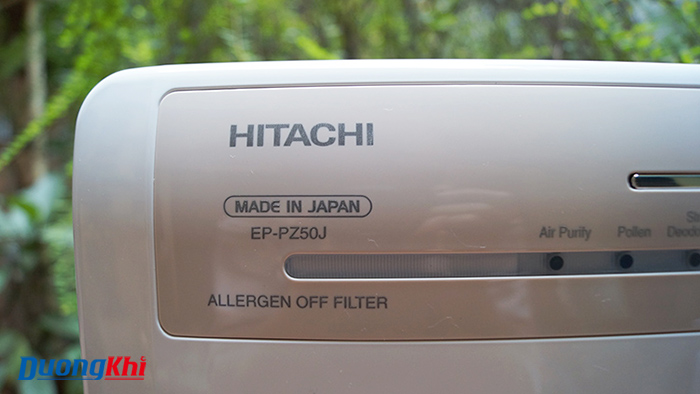 HITACHI
MADE IN JAPAN
EP-PZ50J
Air Purify
Pollen
ALLERGEN OFF FILTER
DuongKhi